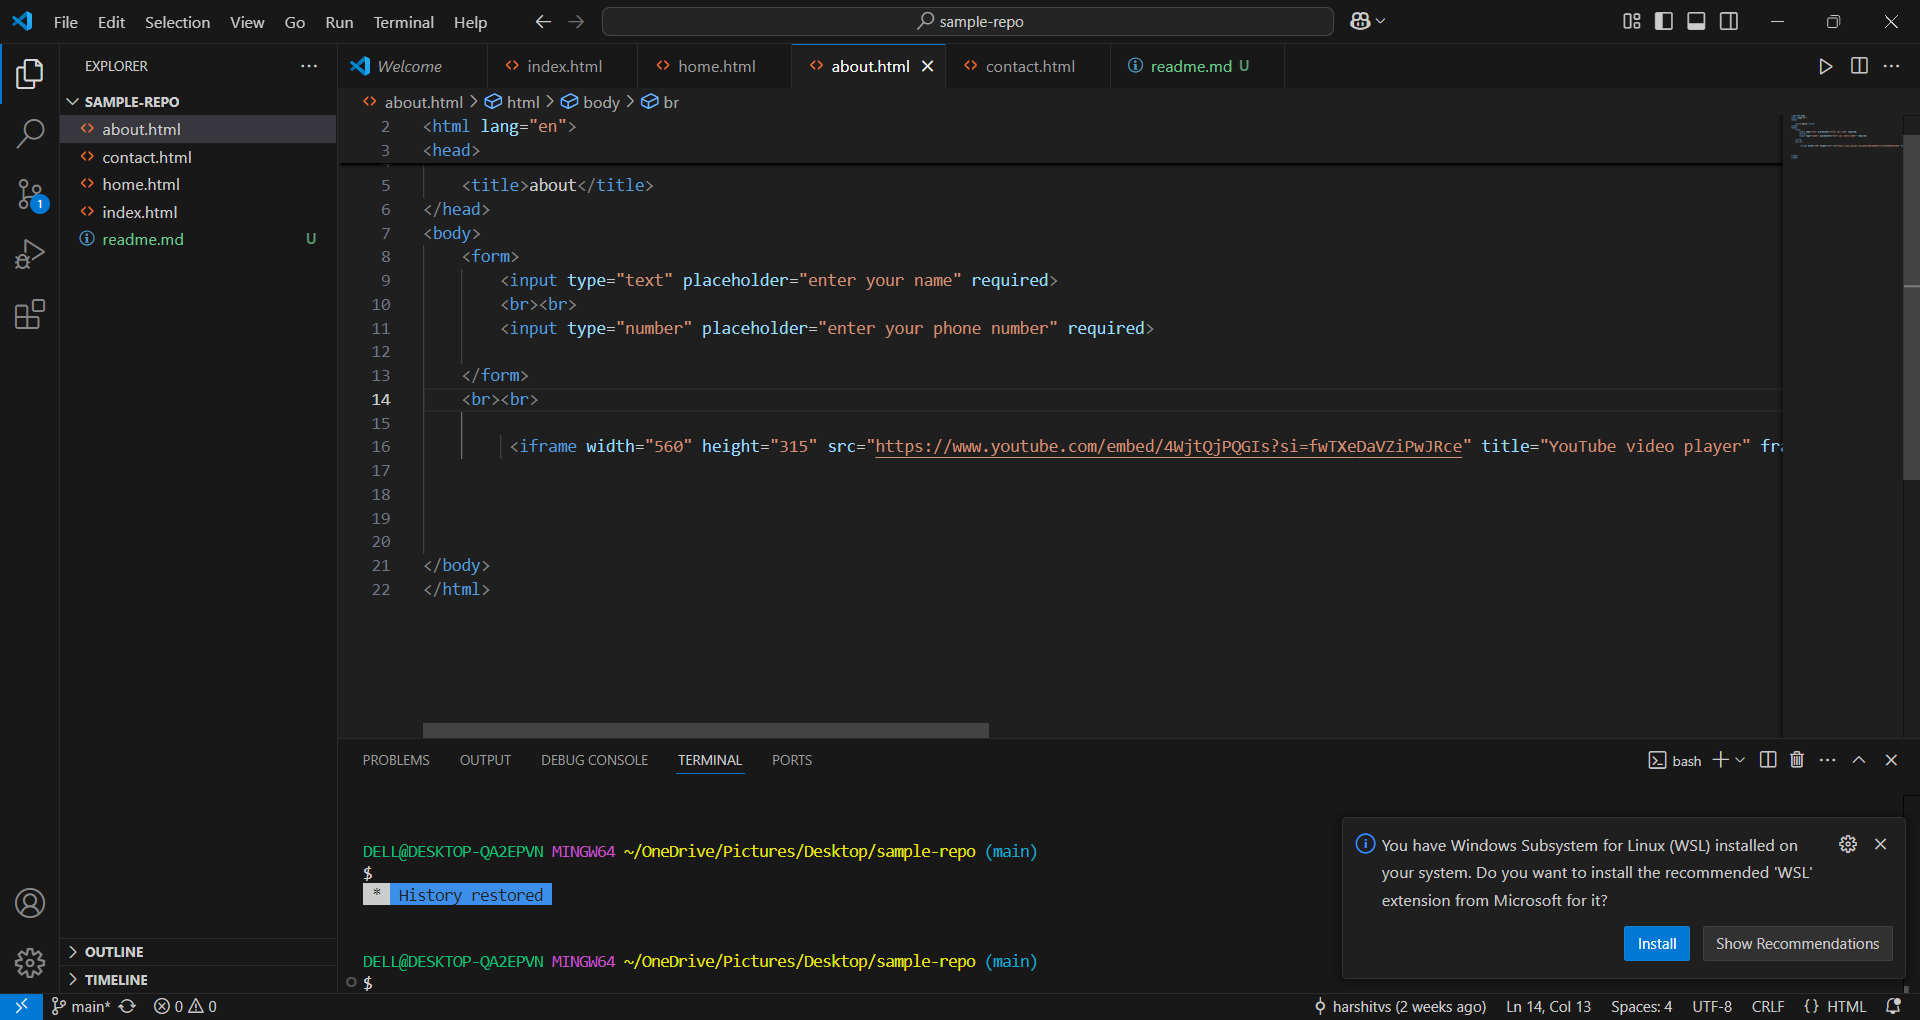 File Edit Selection View Go Run Terminal Help
sample-repo
EXPLORER
SAMPLE-REPO
about.html
contact.html
home.html
index.html
readme.md U
OUTLINE
TIMELINE
1
Welcome index.html home.html about.html contact.html readme.md U
about.html > html > body > br
2 <html lang="en">
3 <head>
5 <title>about</title>
6 </head>
7 <body>
8 <form>
9 <input type="text" placeholder="enter your name" required>
10 <br><br>
11 <input type="number" placeholder="enter your phone number" required>
12
13 </form>
14 <br><br>
15
16 <iframe width="560" height="315" src="https://www.youtube.com/embed/4WjtQjPQGIs?si=fwTXeDaVZiPwJRce" title="YouTube video player" fra
17
18
19
20
21 </body>
22 </html>
PROBLEMS OUTPUT DEBUG CONSOLE TERMINAL PORTS
bash
DELL@DESKTOP-QA2EPVN MINGW64 ~/OneDrive/Pictures/Desktop/sample-repo (main)
$
* History restored
DELL@DESKTOP-QA2EPVN MINGW64 ~/OneDrive/Pictures/Desktop/sample-repo (main)
$
You have Windows Subsystem for Linux (WSL) installed on
your system. Do you want to install the recommended 'WSL'
extension from Microsoft for it?
Install Show Recommendations
main* 0 0 harshitvs (2 weeks ago) Ln 14, Col 13 Spaces: 4 UTF-8 CRLF {} HTML